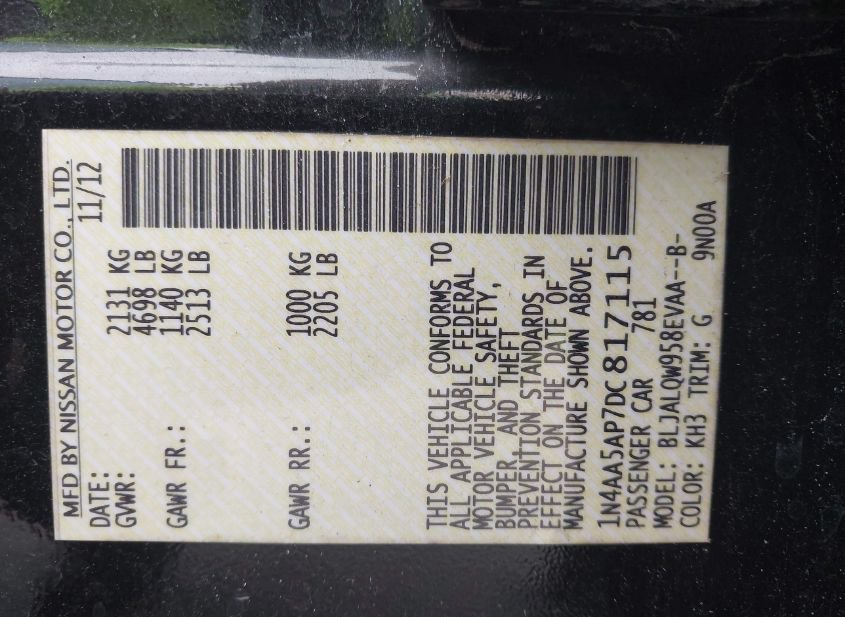 MFD BY NISSAN MOTOR CO., LTD.
DATE: 11/12
GVWR: 2131 KG
4698 LB
GAWR FR.: 1140 KG
2513 LB
GAWR RR.: 1000 KG
2205 LB
THIS VEHICLE CONFORMS TO
ALL APPLICABLE FEDERAL
MOTOR VEHICLE SAFETY,
BUMPER, AND THEFT
PREVENTION STANDARDS IN
EFFECT ON THE DATE OF
MANUFACTURE SHOWN ABOVE.
1N4AA5AP7DC817115
PASSENGER CAR 781
MODEL: BLJALQW958EVAA--B-
COLOR: KH3 TRIM: G 9N00A